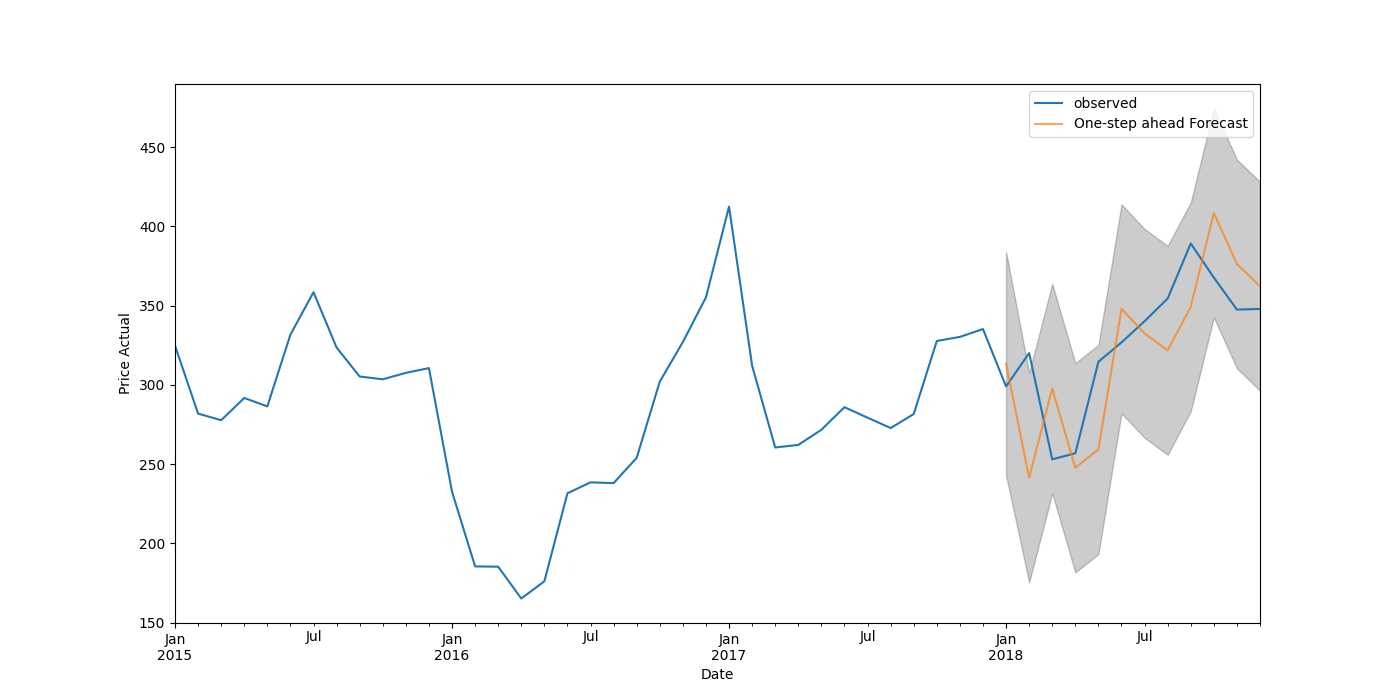 observed
One-step ahead Forecast
450
400
350
300
250
200
150
Price Actual
Jan Jul Jan Jul Jan Jul Jan Jul
2015 2016 2017 2018
Date